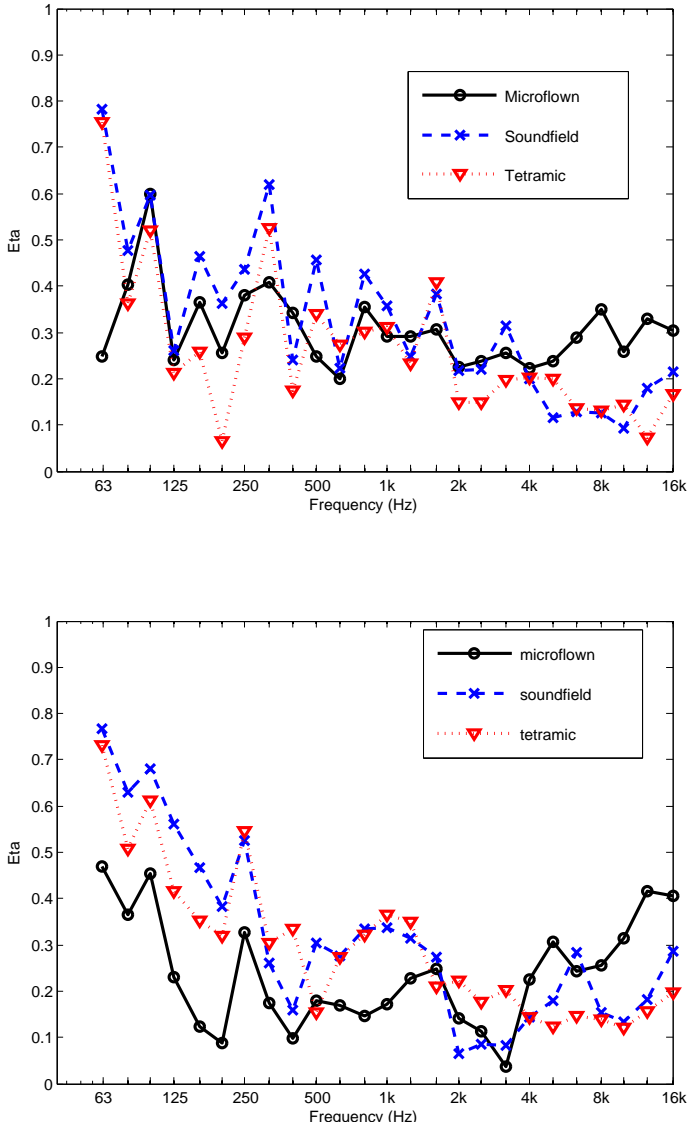 1
0.9
0.8
0.7
0.6
0.5
0.4
0.3
0.2
0.1
0
Eta
Microflown
Soundfield
Tetramic
63 125 250 500 1k 2k 4k 8k 16k
Frequency (Hz)
1
0.9
0.8
0.7
0.6
0.5
0.4
0.3
0.2
0.1
0
Eta
microflown
soundfield
tetramic
63 125 250 500 1k 2k 4k 8k 16k
Frequency (Hz)